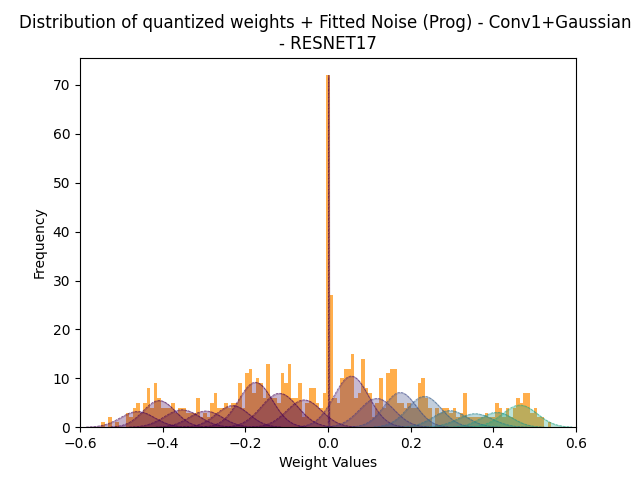 Distribution of quantized weights + Fitted Noise (Prog) - Conv1+Gaussian
- RESNET17
70
60
50
40
30
20
10
0
Frequency
−0.6 −0.4 −0.2 0.0 0.2 0.4 0.6
Weight Values